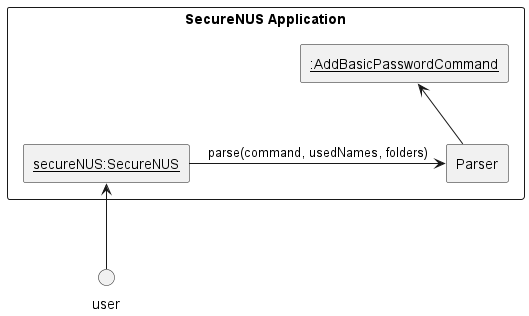 SecureNUS Application
:AddBasicPasswordCommand
parse(command, usedNames, folders)
secureNUS:SecureNUS
Parser
user